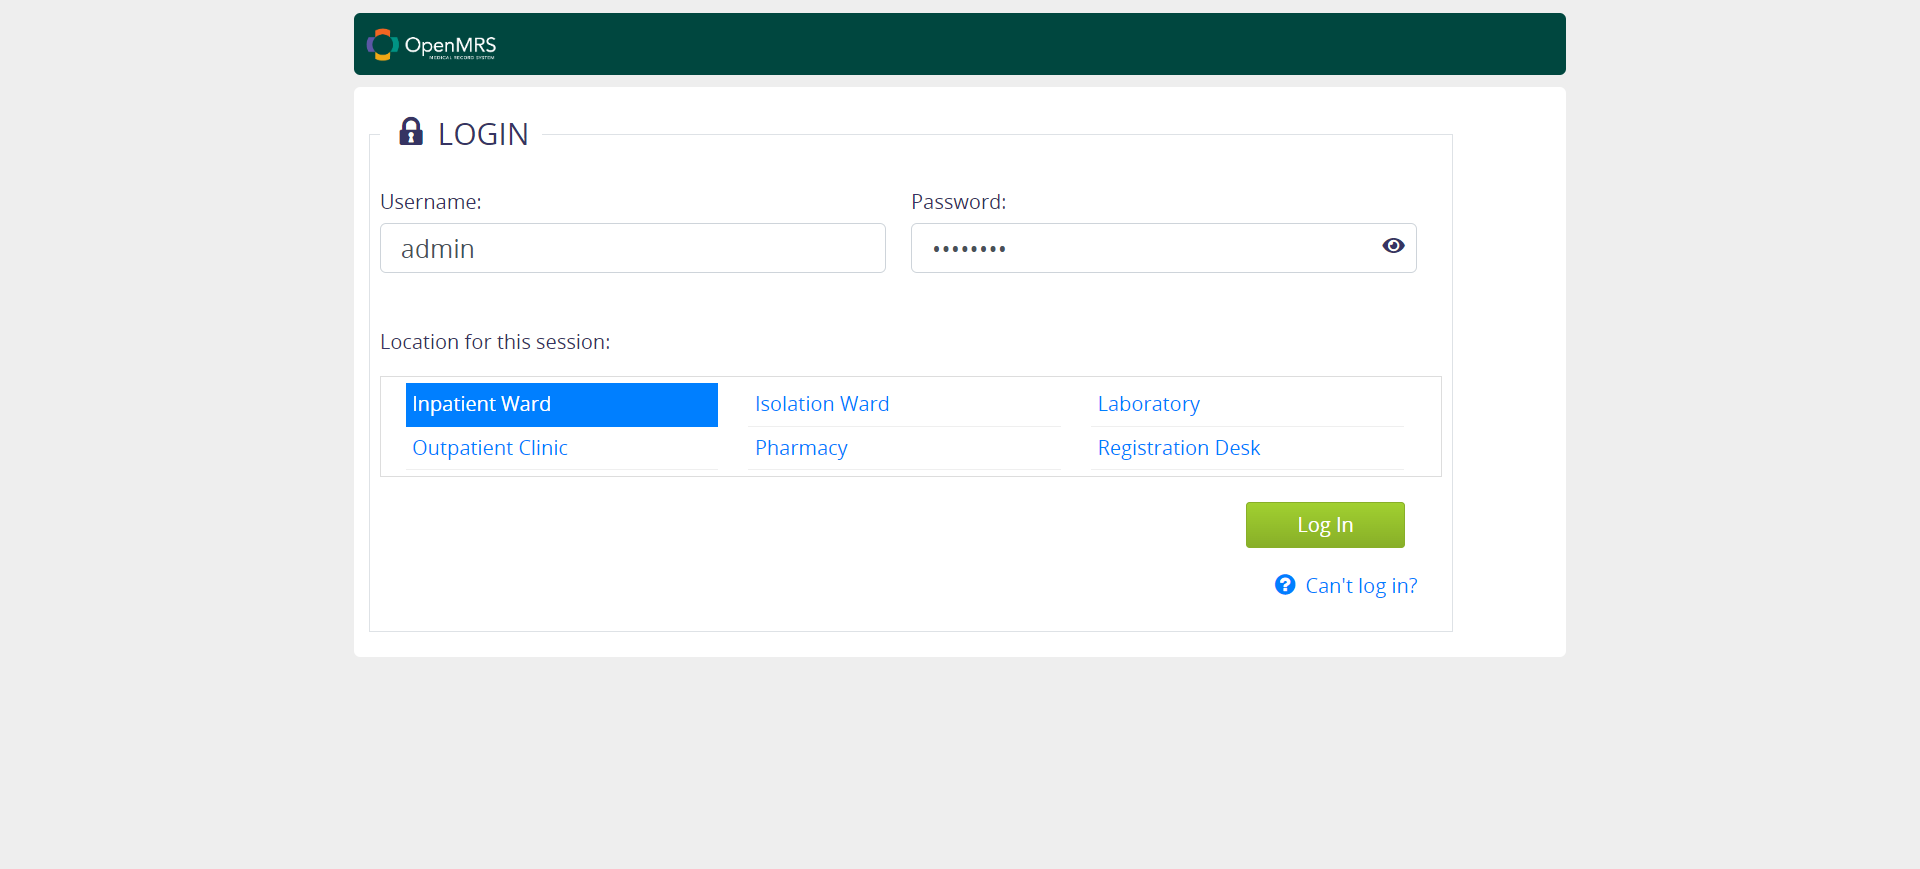 OpenMRS
MEDICAL RECORD SYSTEM
LOGIN
Username:
Password:
admin
••••••••
Location for this session:
Inpatient Ward
Isolation Ward
Laboratory
Outpatient Clinic
Pharmacy
Registration Desk
Log In
Can't log in?